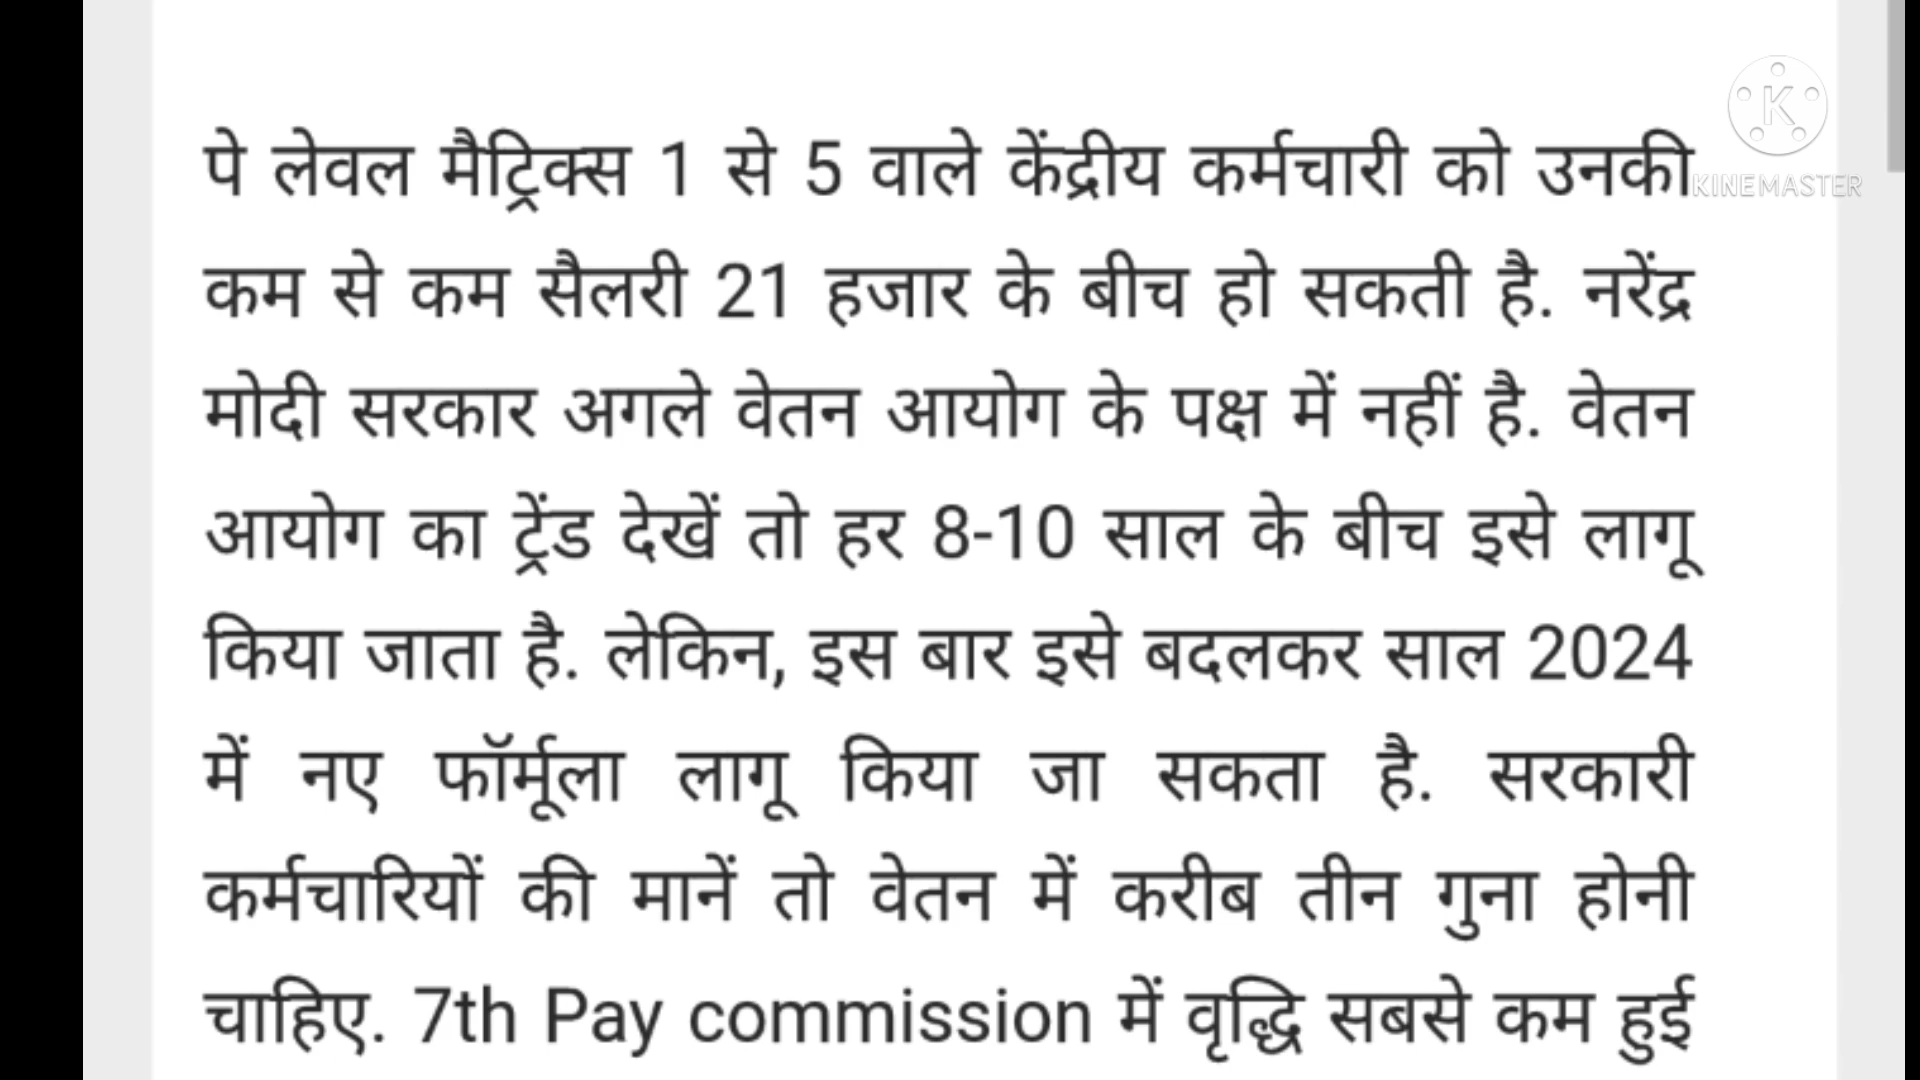 पे लेवल मैट्रिक्स 1 से 5 वाले केंद्रीय कर्मचारी को उनकी
कम से कम सैलरी 21 हजार के बीच हो सकती है. नरेंद्र
मोदी सरकार अगले वेतन आयोग के पक्ष में नहीं है. वेतन
आयोग का ट्रेंड देखें तो हर 8-10 साल के बीच इसे लागू
किया जाता है. लेकिन, इस बार इसे बदलकर साल 2024
में नए फॉर्मूला लागू किया जा सकता है. सरकारी
कर्मचारियों की मानें तो वेतन में करीब तीन गुना होनी
चाहिए. 7th Pay commission में वृद्धि सबसे कम हुई
K
KINEMASTER